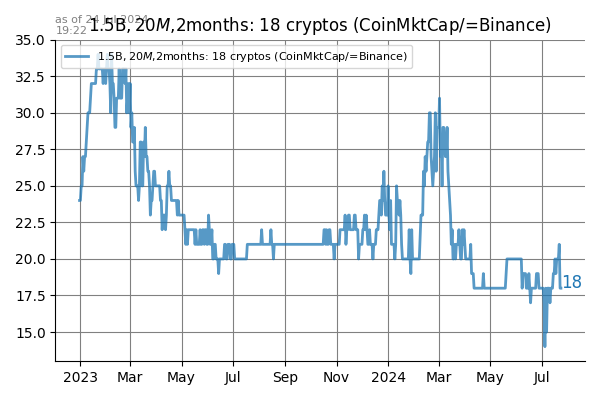 as of 24 Jul 2024
19:22
1.5B, 20M, 2months: 18 cryptos (CoinMktCap/=Binance)
1.5B, 20M, 2months: 18 cryptos (CoinMktCap/=Binance)
35.0
32.5
30.0
27.5
25.0
22.5
20.0
17.5
15.0
18
2023 Mar May Jul Sep Nov 2024 Mar May Jul